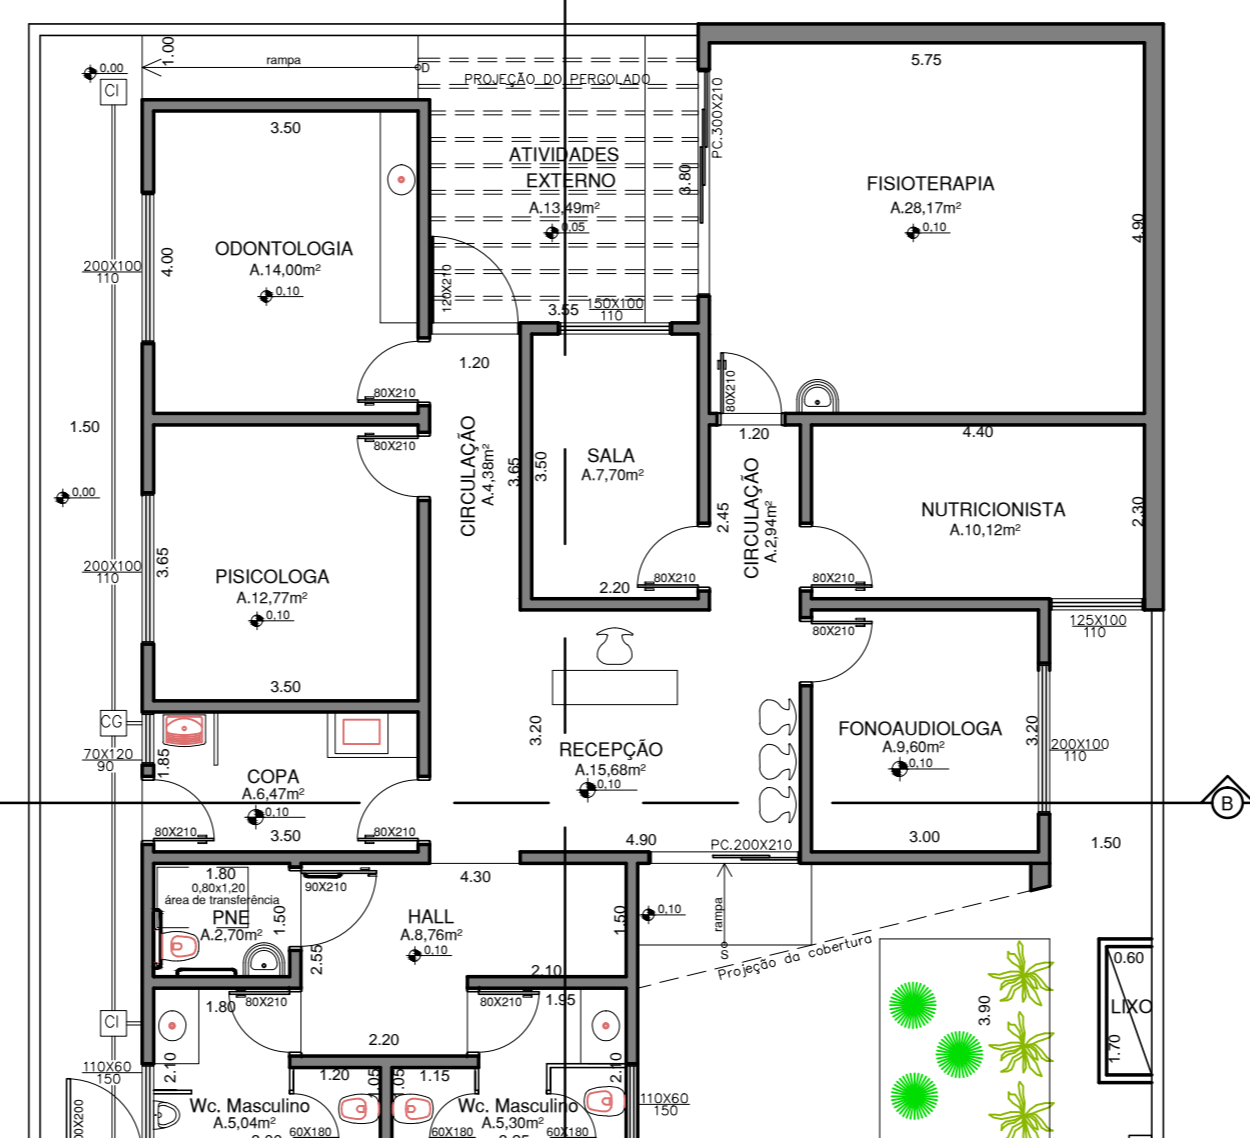 1.00
rampa
D
0.00
CI
PROJEÇÃO DO PERGOLADO
5.75
PC.300X210
3.50
ATIVIDADES
EXTERNO
A.13,49m²
0,05
3.80
FISIOTERAPIA
A.28,17m²
0,10
4.90
ODONTOLOGIA
A.14,00m²
0,10
4.00
200X100
110
120X210
3.55
150X100
110
1.20
80X210
80X210
1.20
4.40
1.50
80X210
CIRCULAÇÃO
A.4,38m²
3.65
3.50
SALA
A.7,70m²
2.45
CIRCULAÇÃO
A.2,94m²
NUTRICIONISTA
A.10,12m²
2.30
0.00
200X100
110
3.65
PISICOLOGA
A.12,77m²
0,10
2.20
80X210
80X210
80X210
125X100
110
3.50
CG
70X120
90
1.85
COPA
A.6,47m²
0,10
3.50
80X210
80X210
3.20
RECEPÇÃO
A.15,68m²
0,10
FONOAUDIOLOGA
A.9,60m²
0,10
3.20
200X100
110
B
4.90
PC.200X210
3.00
1.50
1.80
0,80x1,20
área de transferência
PNE
A.2,70m²
1.50
90X210
4.30
HALL
A.8,76m²
0,10
2.55
1.50
0,10
rampa
S
Projeção da cobertura
2.10
1.80
80X210
80X210
1.95
CI
2.20
3.90
0.60
LIXO
1.70
110X60
150
2.10
1.20
1.05
1.05
1.15
2.10
Wc. Masculino
A.5,04m²
60X180
Wc. Masculino
A.5,30m²
60X180
60X180
110X60
150